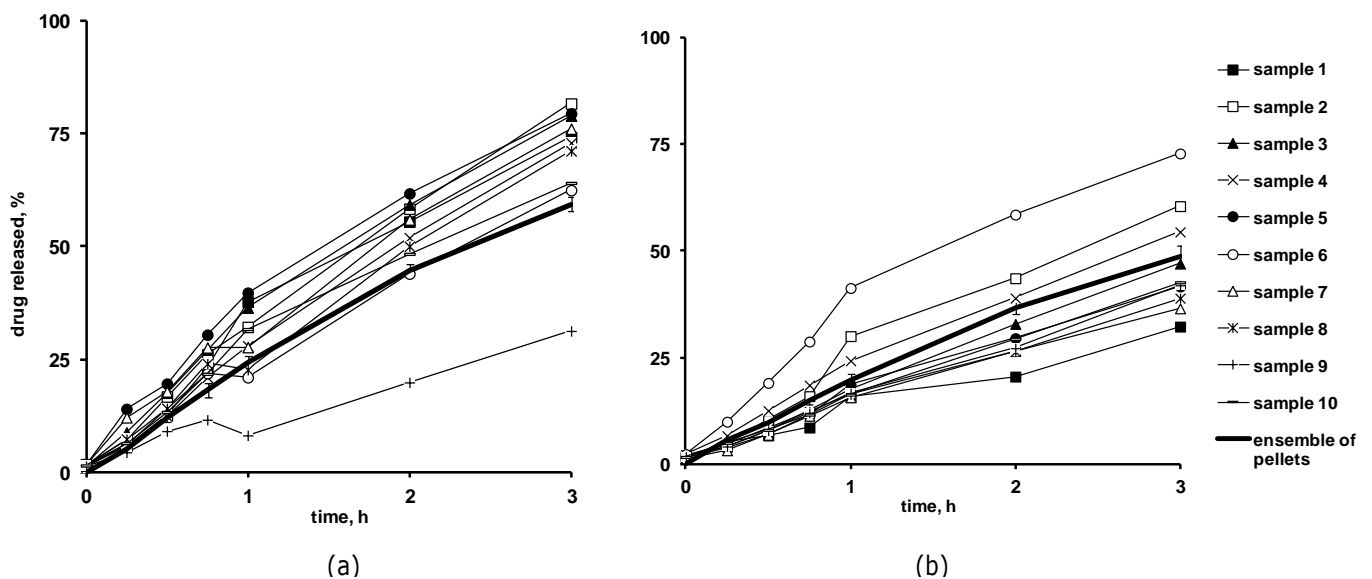 100
75
50
25
0
drug released, %
0
1
2
3
time, h
(a)
100
75
50
25
0
0
1
2
3
time, h
(b)
sample 1
sample 2
sample 3
sample 4
sample 5
sample 6
sample 7
sample 8
sample 9
sample 10
ensemble of
pellets